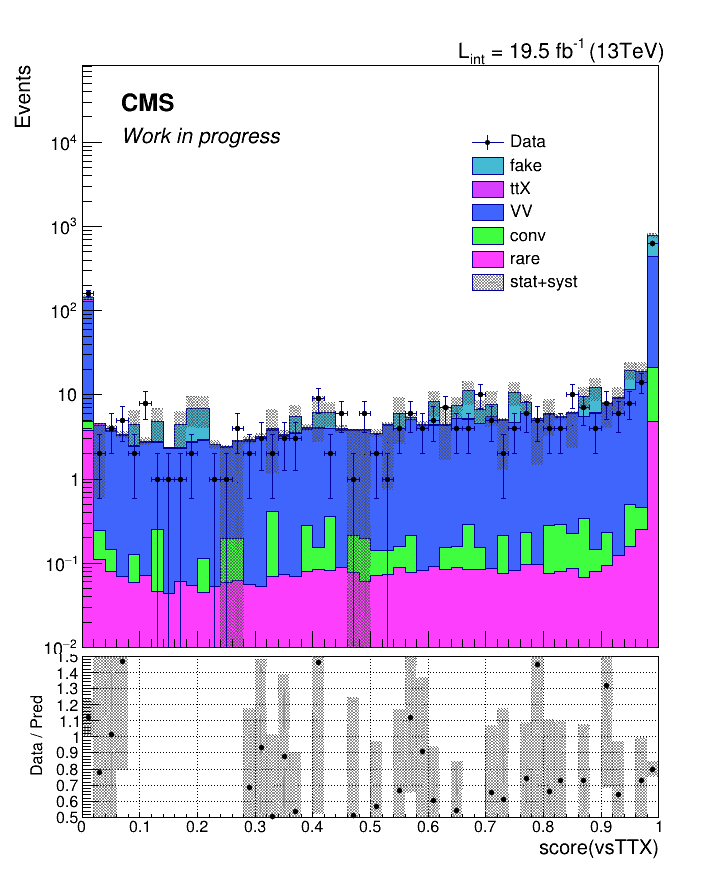 L_int = 19.5 fb^-1 (13TeV)
Events
CMS
Work in progress
Data
fake
ttX
VV
conv
rare
stat+syst
10^4
10^3
10^2
10
1
10^-1
10^-2
Data / Pred
1.5
1.4
1.3
1.2
1.1
1
0.9
0.8
0.7
0.6
0.5
0 0.1 0.2 0.3 0.4 0.5 0.6 0.7 0.8 0.9 1
score(vsTTX)